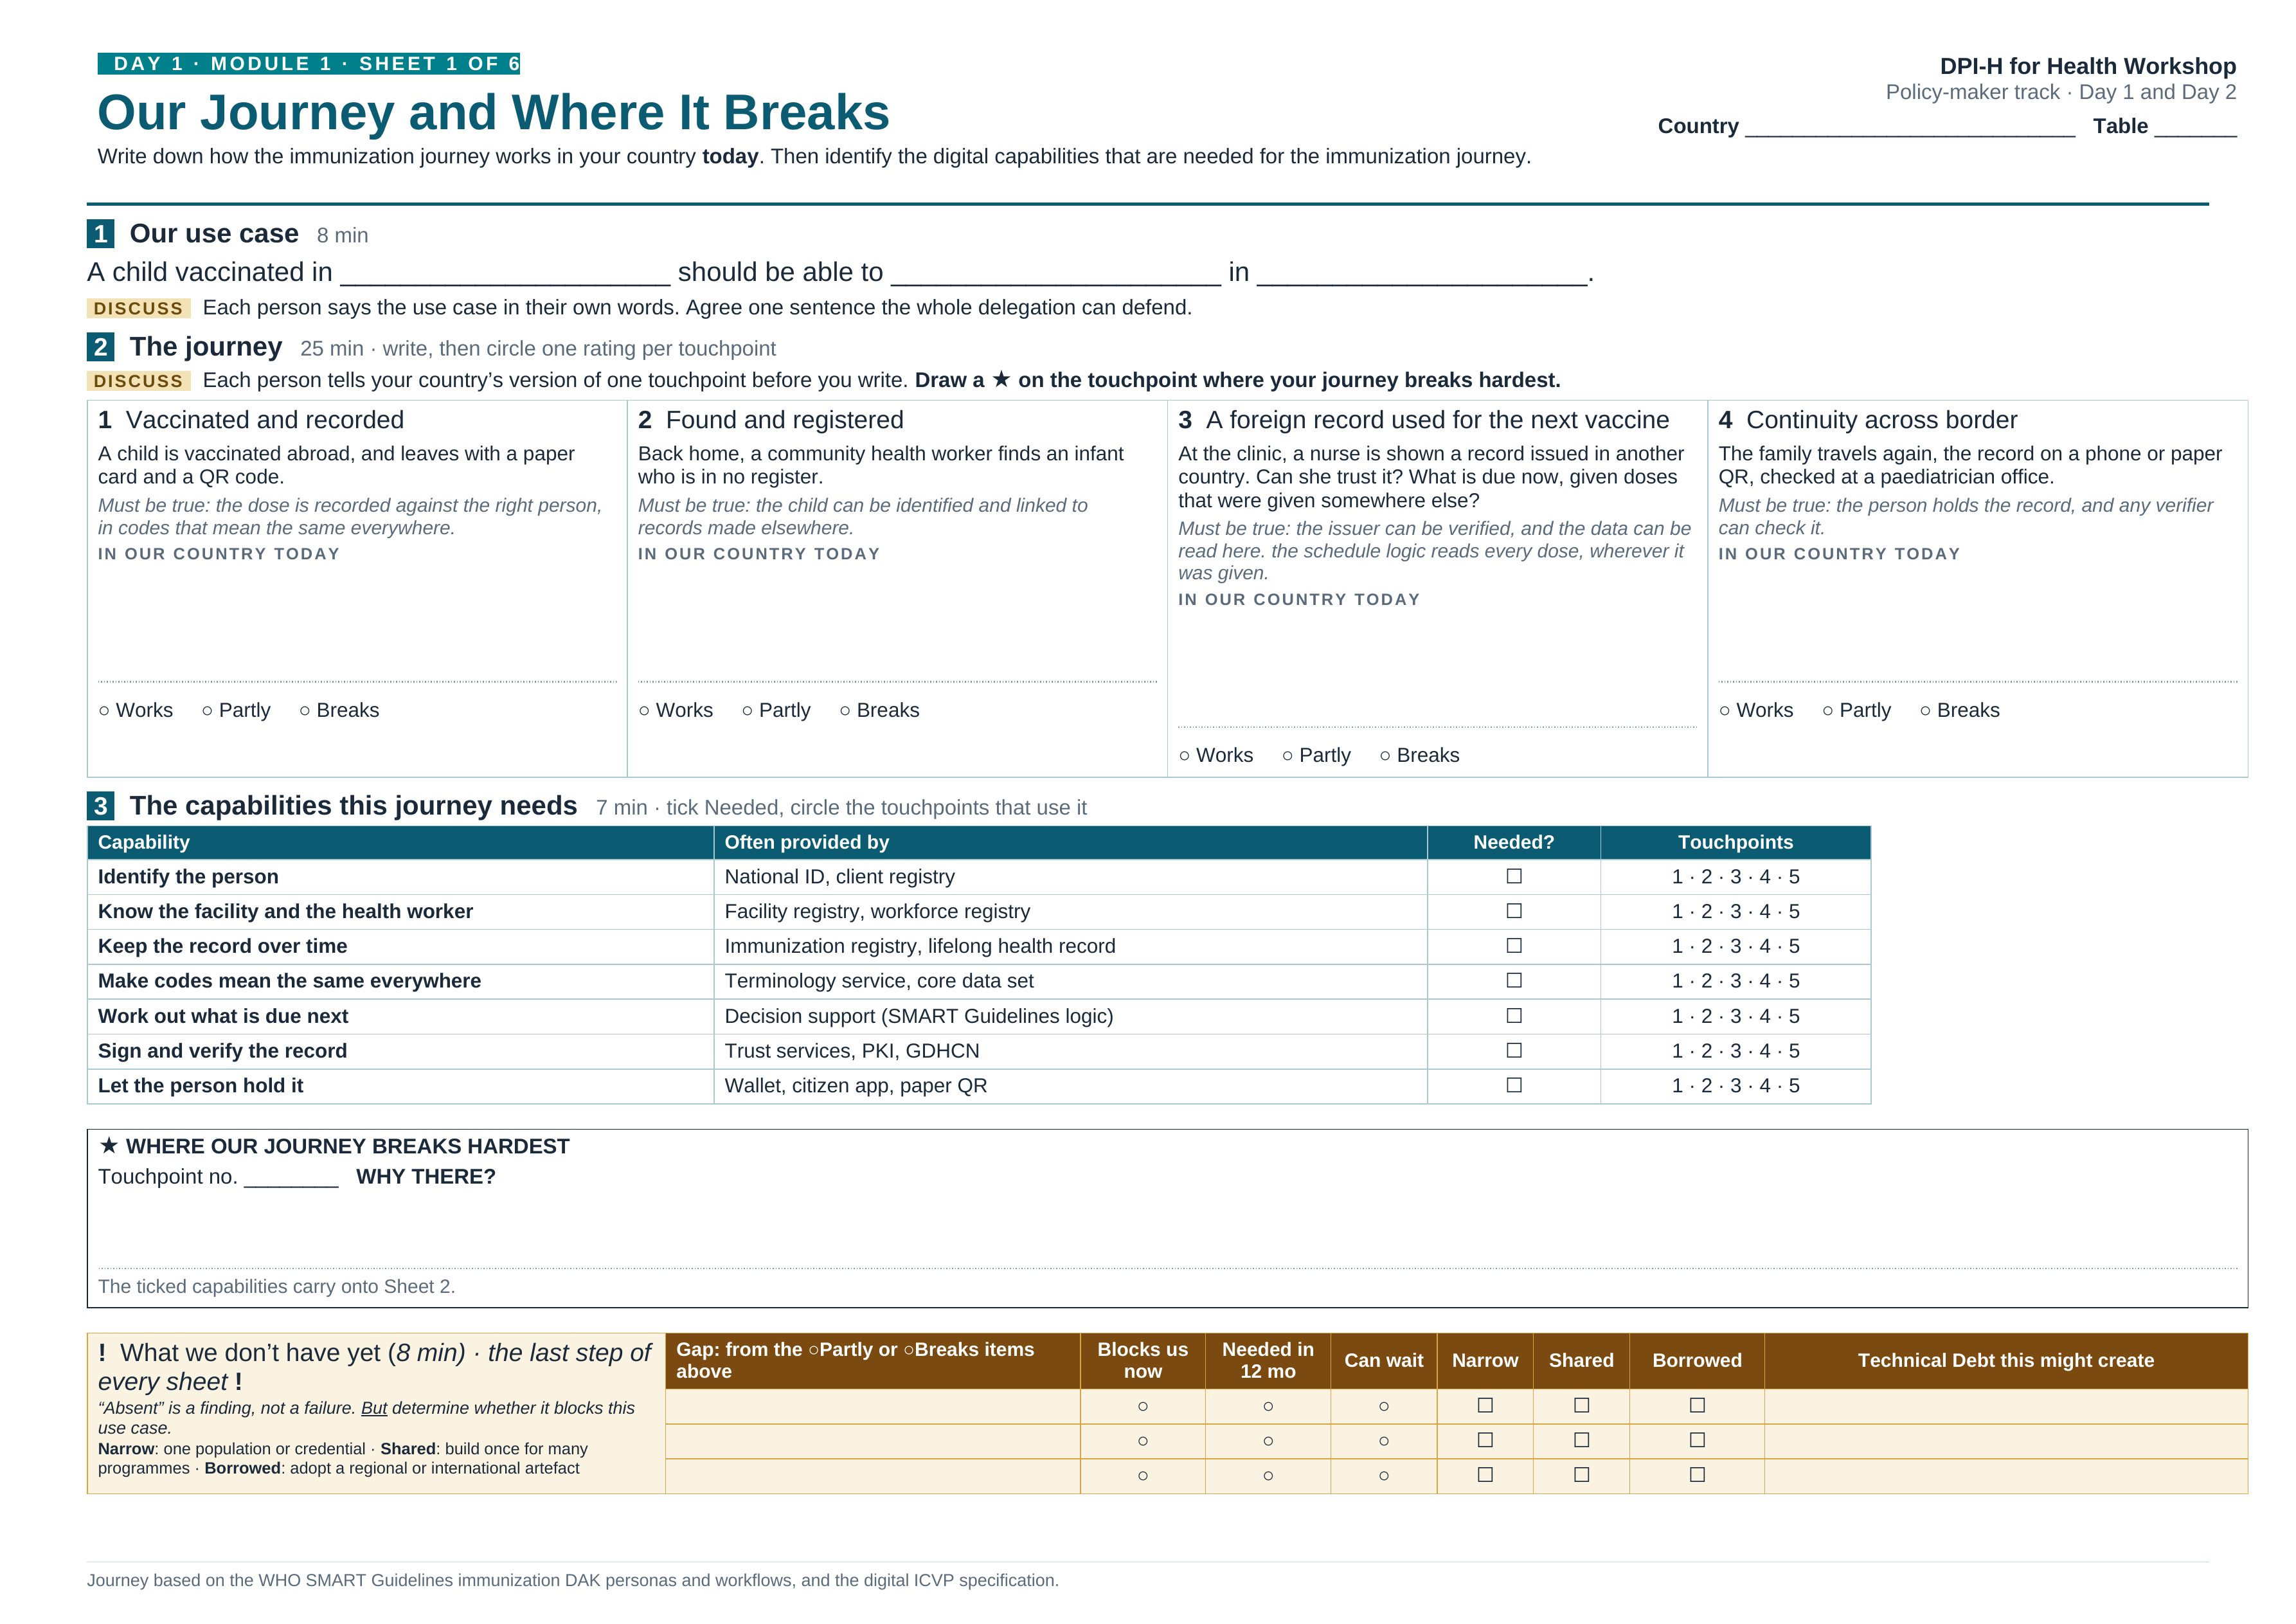 DAY 1 · MODULE 1 · SHEET 1 OF 6
Our Journey and Where It Breaks
Write down how the immunization journey works in your country today. Then identify the digital capabilities that are needed for the immunization journey.
DPI-H for Health Workshop
Policy-maker track · Day 1 and Day 2
Country ____________________________ Table _______
1 Our use case 8 min
A child vaccinated in ______________________ should be able to ______________________ in ______________________.
DISCUSS Each person says the use case in their own words. Agree one sentence the whole delegation can defend.
2 The journey 25 min · write, then circle one rating per touchpoint
DISCUSS Each person tells your country’s version of one touchpoint before you write. Draw a ★ on the touchpoint where your journey breaks hardest.
1 Vaccinated and recorded
A child is vaccinated abroad, and leaves with a paper
card and a QR code.
Must be true: the dose is recorded against the right person,
in codes that mean the same everywhere.
IN OUR COUNTRY TODAY
○ Works ○ Partly ○ Breaks
2 Found and registered
Back home, a community health worker finds an infant
who is in no register.
Must be true: the child can be identified and linked to
records made elsewhere.
IN OUR COUNTRY TODAY
○ Works ○ Partly ○ Breaks
3 A foreign record used for the next vaccine
At the clinic, a nurse is shown a record issued in another
country. Can she trust it? What is due now, given doses
that were given somewhere else?
Must be true: the issuer can be verified, and the data can be
read here. the schedule logic reads every dose, wherever it
was given.
IN OUR COUNTRY TODAY
○ Works ○ Partly ○ Breaks
4 Continuity across border
The family travels again, the record on a phone or paper
QR, checked at a paediatrician office.
Must be true: the person holds the record, and any verifier
can check it.
IN OUR COUNTRY TODAY
○ Works ○ Partly ○ Breaks
3 The capabilities this journey needs 7 min · tick Needed, circle the touchpoints that use it
Capability Often provided by Needed? Touchpoints
Identify the person National ID, client registry ☐ 1 · 2 · 3 · 4 · 5
Know the facility and the health worker Facility registry, workforce registry ☐ 1 · 2 · 3 · 4 · 5
Keep the record over time Immunization registry, lifelong health record ☐ 1 · 2 · 3 · 4 · 5
Make codes mean the same everywhere Terminology service, core data set ☐ 1 · 2 · 3 · 4 · 5
Work out what is due next Decision support (SMART Guidelines logic) ☐ 1 · 2 · 3 · 4 · 5
Sign and verify the record Trust services, PKI, GDHCN ☐ 1 · 2 · 3 · 4 · 5
Let the person hold it Wallet, citizen app, paper QR ☐ 1 · 2 · 3 · 4 · 5
★ WHERE OUR JOURNEY BREAKS HARDEST
Touchpoint no. ________ WHY THERE?
The ticked capabilities carry onto Sheet 2.
! What we don’t have yet (8 min) · the last step of
every sheet !
“Absent” is a finding, not a failure. But determine whether it blocks this
use case.
Narrow: one population or credential · Shared: build once for many
programmes · Borrowed: adopt a regional or international artefact
Gap: from the ○Partly or ○Breaks items
above
Blocks us
now
Needed in
12 mo
Can wait
Narrow
Shared
Borrowed
Technical Debt this might create
○ ○ ○ ☐ ☐ ☐
○ ○ ○ ☐ ☐ ☐
○ ○ ○ ☐ ☐ ☐
Journey based on the WHO SMART Guidelines immunization DAK personas and workflows, and the digital ICVP specification.